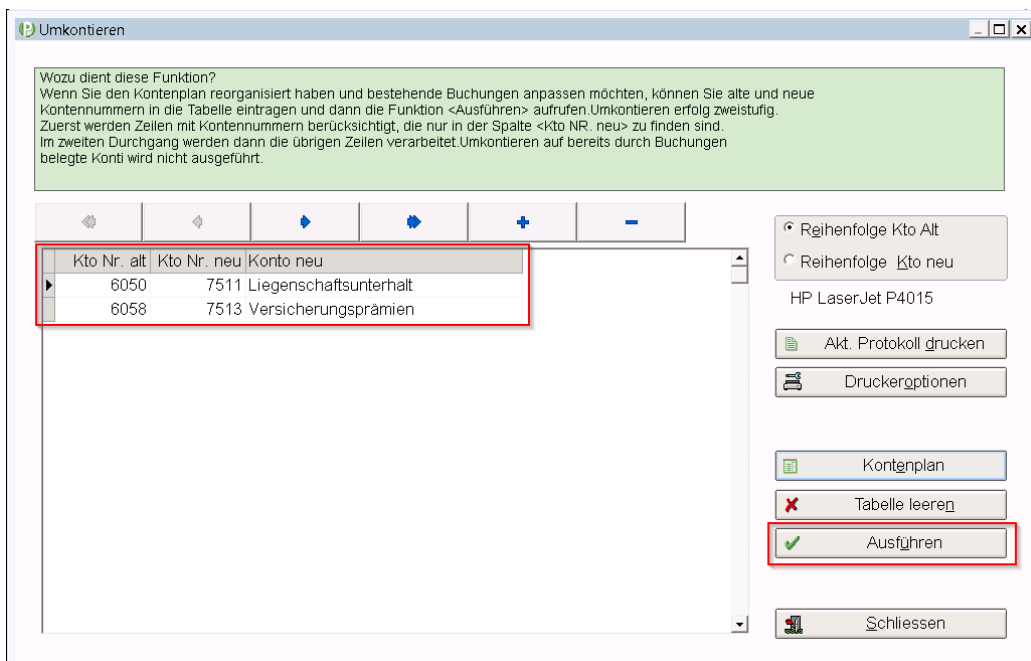 Umkontieren
Wozu dient diese Funktion?
Wenn Sie den Kontenplan reorganisiert haben und bestehende Buchungen anpassen möchten, können Sie alte und neue
Kontennummern in die Tabelle eintragen und dann die Funktion <Ausführen> aufrufen.Umkontieren erfolg zweistufig.
Zuerst werden Zeilen mit Kontennummern berücksichtigt, die nur in der Spalte <Kto NR. neu> zu finden sind.
Im zweiten Durchgang werden dann die übrigen Zeilen verarbeitet.Umkontieren auf bereits durch Buchungen
belegte Konti wird nicht ausgeführt.
Kto Nr. alt Kto Nr. neu Konto neu
6050 7511 Liegenschaftsunterhalt
6058 7513 Versicherungsprämien
Reihenfolge Kto Alt
Reihenfolge Kto neu
HP LaserJet P4015
Akt. Protokoll drucken
Druckeroptionen
Kontenplan
Tabelle leeren
Ausführen
Schliessen